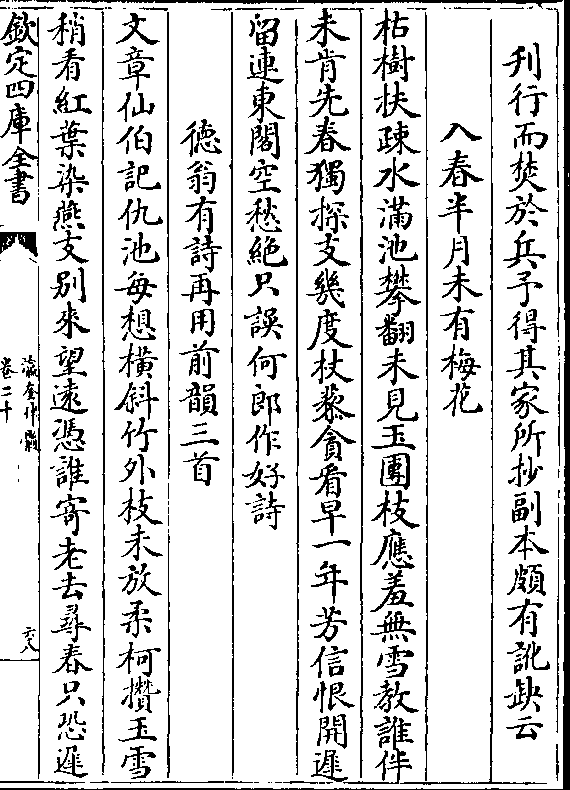 刋行而焚於兵予得其家所抄副本頗有訛缺云
入春半月未有梅花
枯樹扶疎水滿池攀翻未見玉團枝應羞無雪教誰伴
未肯先春獨探支幾度杖藜貪看早一年芳信恨開遲
留連東閣空愁絶只誤何郎作好詩
德翁有詩再用前韻三首
文章仙伯記仇池每想橫斜竹外枝未放柔柯攢玉雪
稍看紅葉染燕支別來望遠憑誰寄老去尋春只恐遲
欽定四庫全書
瀛奎律髓
卷二十
六八